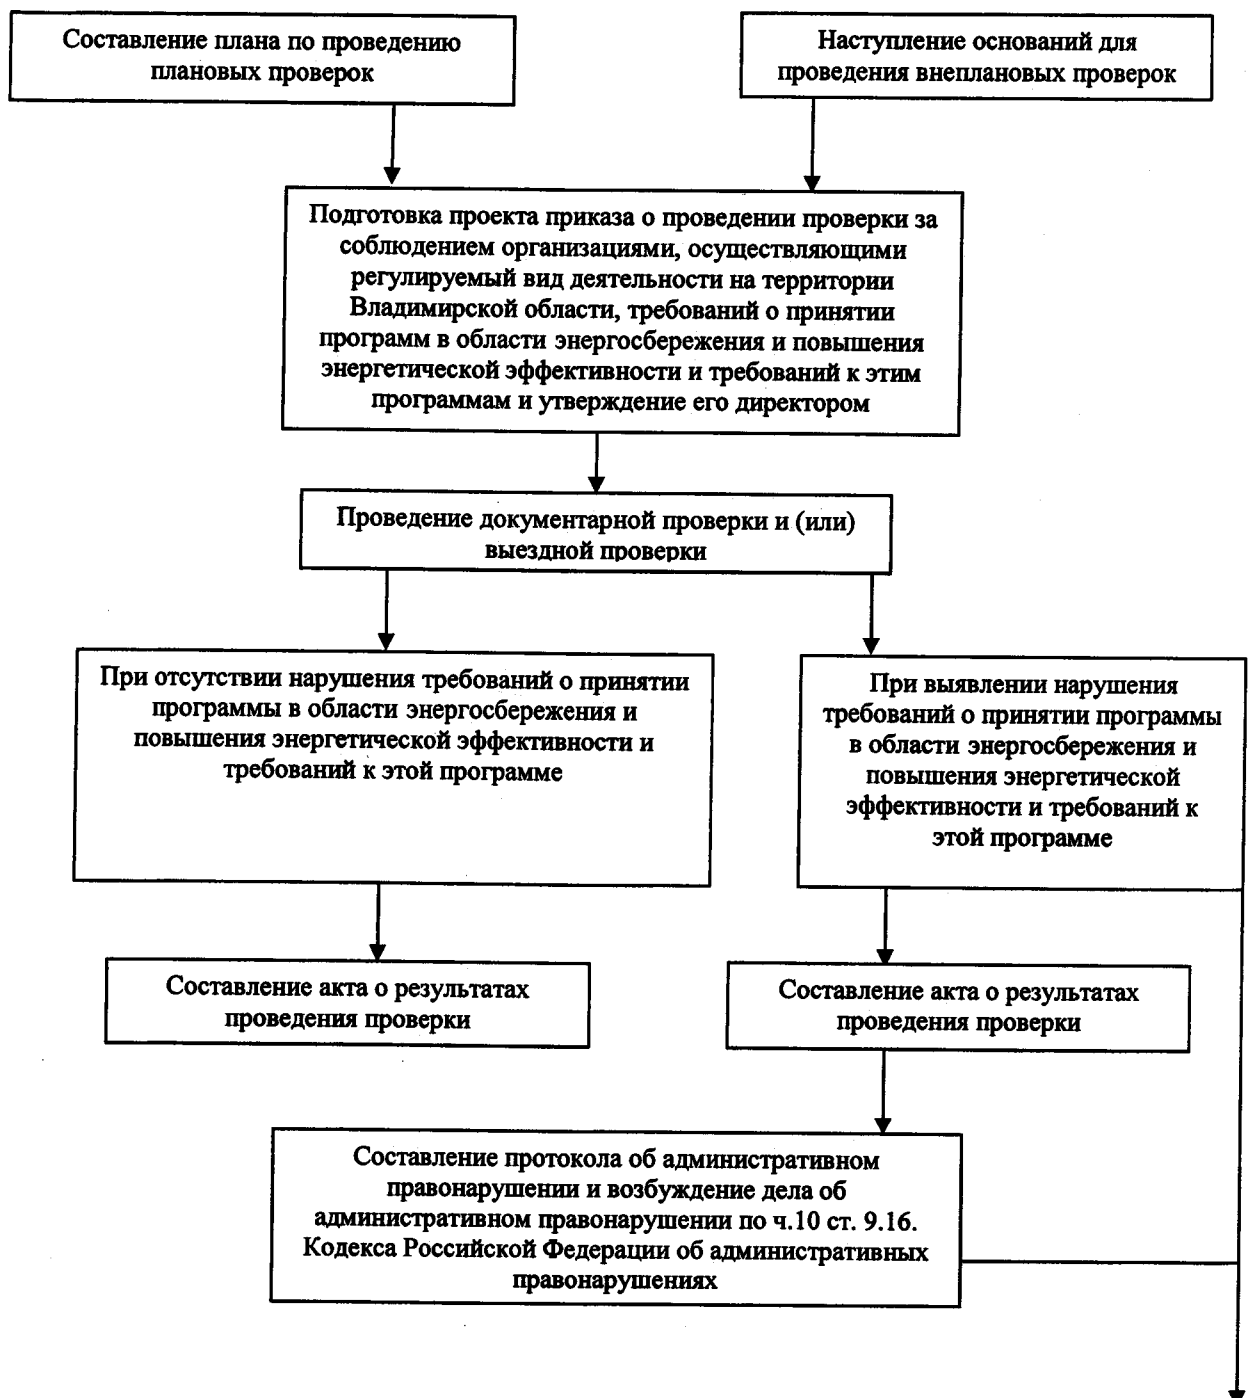 Составление плана по проведению
плановых проверок
Наступление оснований для
проведения внеплановых проверок
Подготовка проекта приказа о проведении проверки за
соблюдением организациями, осуществляющими
регулируемый вид деятельности на территории
Владимирской области, требований о принятии
программ в области энергосбережения и повышения
энергетической эффективности и требований к этим
программам и утверждение его директором
Проведение документарной проверки и (или)
выездной проверки
При отсутствии нарушения требований о принятии
программы в области энергосбережения и
повышения энергетической эффективности и
требований к этой программе
При выявлении нарушения
требований о принятии программы
в области энергосбережения и
повышения энергетической
эффективности и требований к
этой программе
Составление акта о результатах
проведения проверки
Составление акта о результатах
проведения проверки
Составление протокола об административном
правонарушении и возбуждение дела об
административном правонарушении по ч.10 ст. 9.16.
Кодекса Российской Федерации об административных
правонарушениях